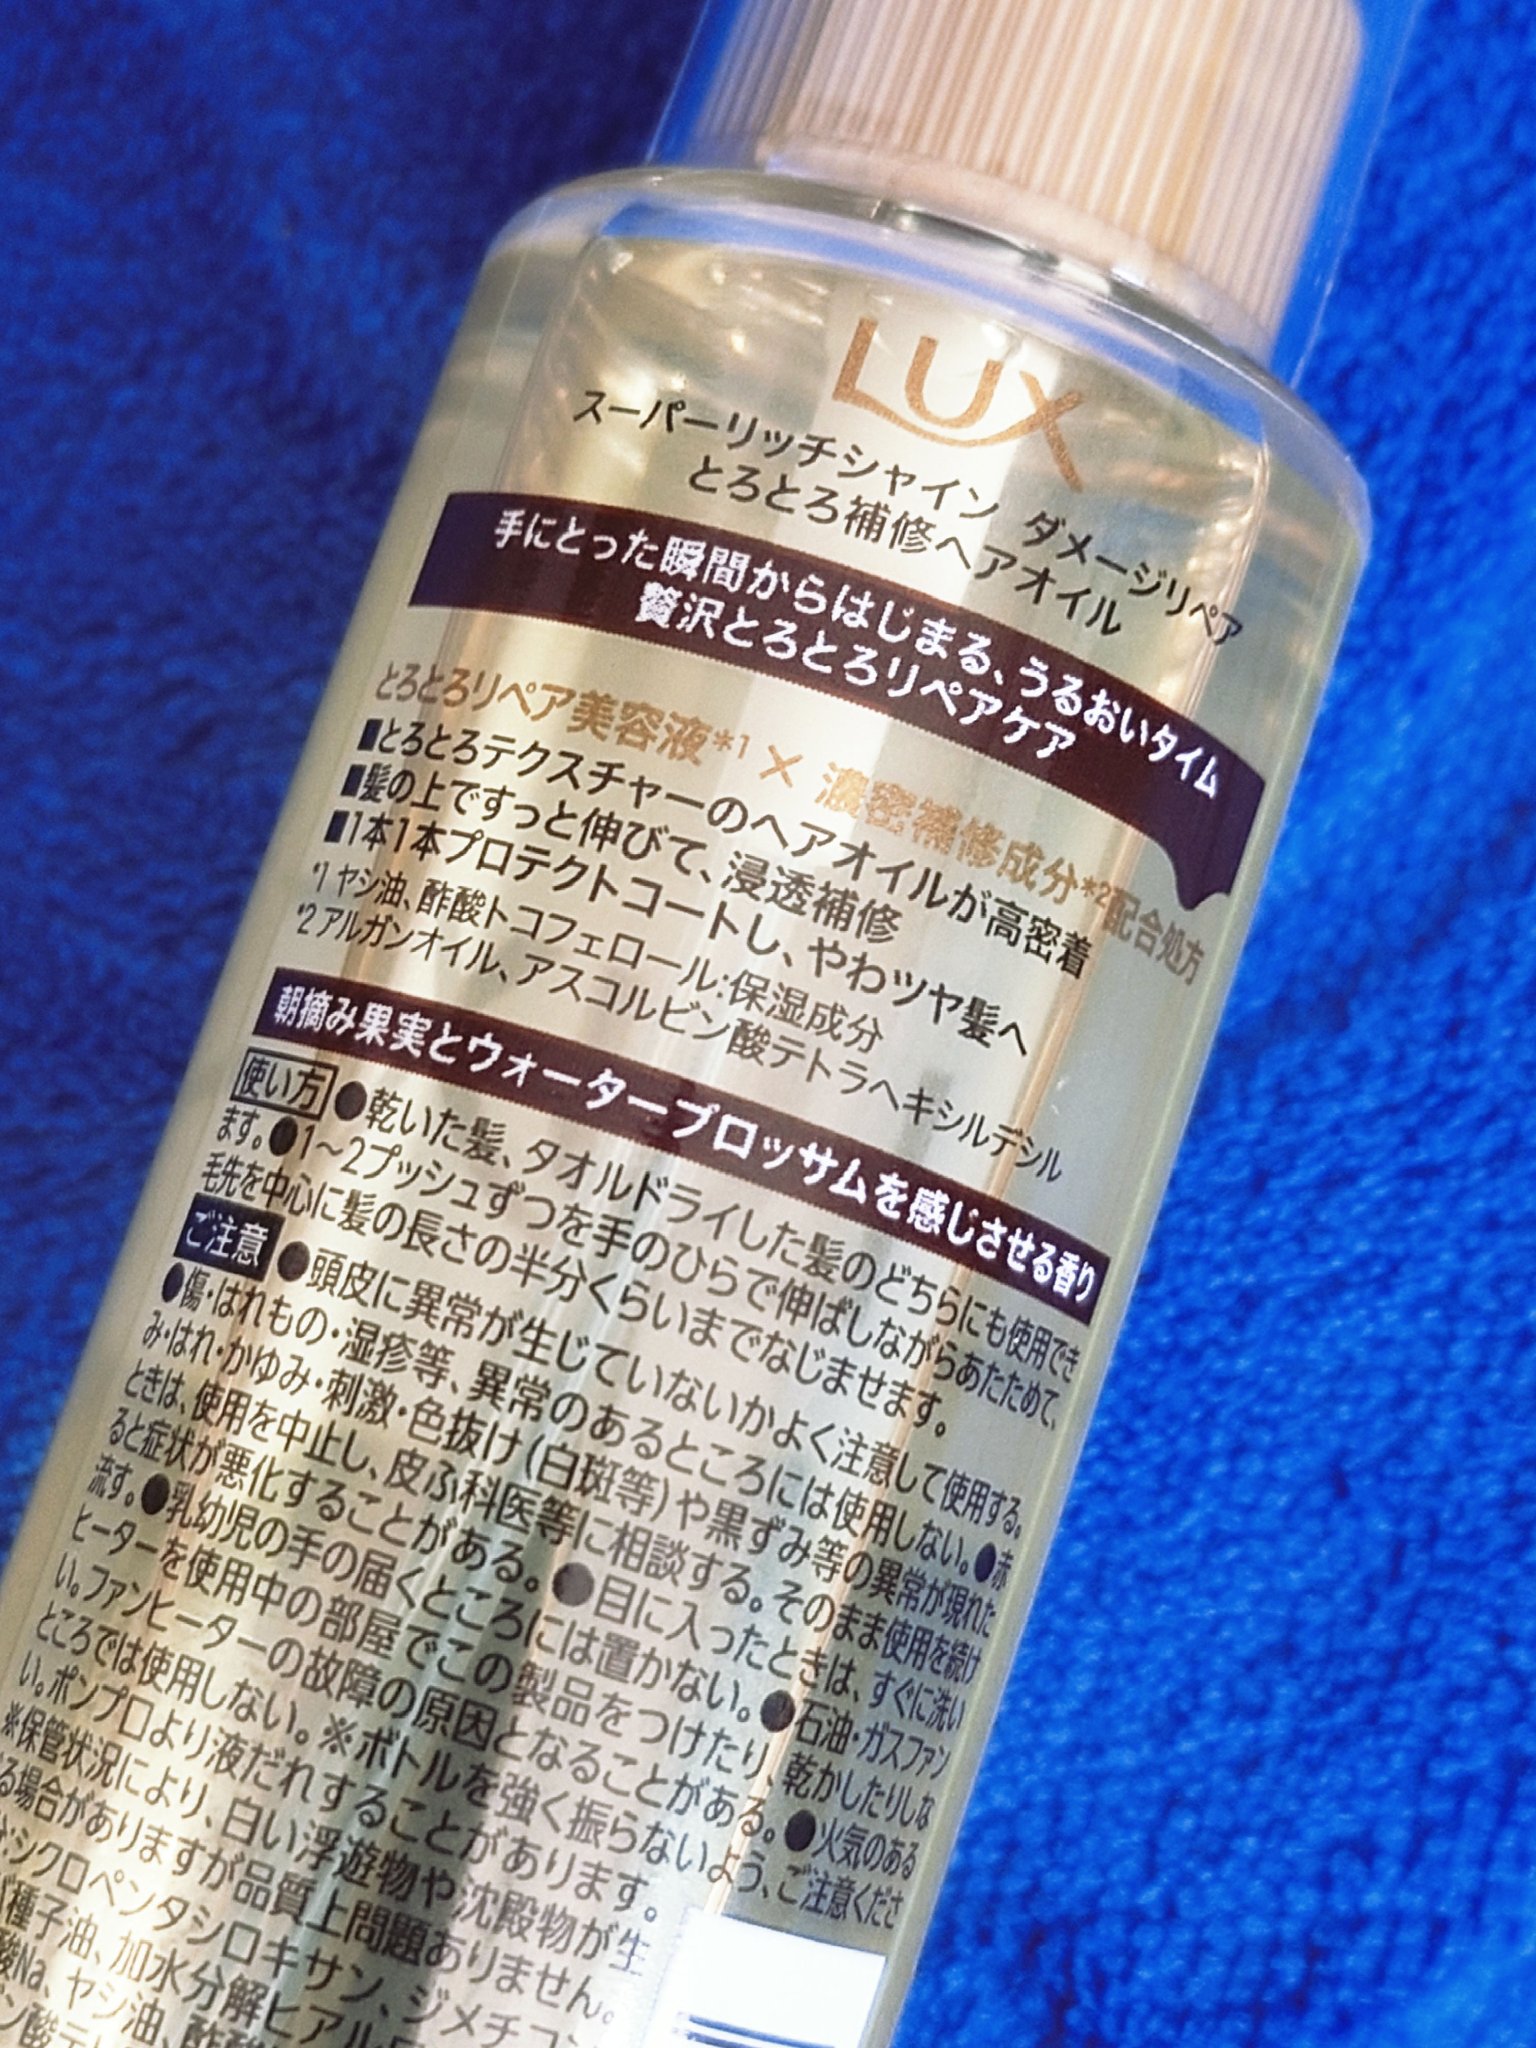 LUX
スーパーリッチシャイン ダメージリペア
とろとろ補修ヘアオイル
手にとった瞬間からはじまる、うるおいタイム
贅沢とろとろリペアケア
とろとろリペア美容液*1 × 濃密補修成分*2配合処方
■とろとろテクスチャーのヘアオイルが高密着
■髪の上ですっと伸びて、浸透補修
■1本1本プロテクトコートし、やわツヤ髪へ
*1 ヤシ油、酢酸トコフェロール:保湿成分
*2 アルガンオイル、アスコルビン酸テトラヘキシルデシル
朝摘み果実とウォーターブロッサムを感じさせる香り
使い方 ●乾いた髪、タオルドライした髪のどちらにも使用でき
ます。●1～2プッシュずつを手のひらで伸ばしながらあたためて、
毛先を中心に髪の長さの半分くらいまでなじませます。
ご注意 ●頭皮に異常が生じていないかよく注意して使用する。
●傷・はれもの・湿疹等、異常のあるところには使用しない。●赤
み・はれ・かゆみ・刺激・色抜け(白斑等)や黒ずみ等の異常が現れた
ときは、使用を中止し、皮ふ科医等に相談する。そのまま使用を続け
ると症状が悪化することがある。●目に入ったときは、すぐに洗い
流す。●乳幼児の手の届くところには置かない。●石油・ガスファン
ヒーターを使用中の部屋でこの製品をつけたり、乾かしたりしな
い。ファンヒーターの故障の原因となることがある。●火気のある
ところでは使用しない。※ボトルを強く振らないよう、ご注意くださ
い。ポンプ口より液だれすることがあります。
※保管状況により、白い浮遊物や沈殿物が生
る場合がありますが品質上問題ありません。
シクロペンタシロキサン、ジメチコン
種子油、加水分解ヒアル
酸Na、ヤシ油、酢酸